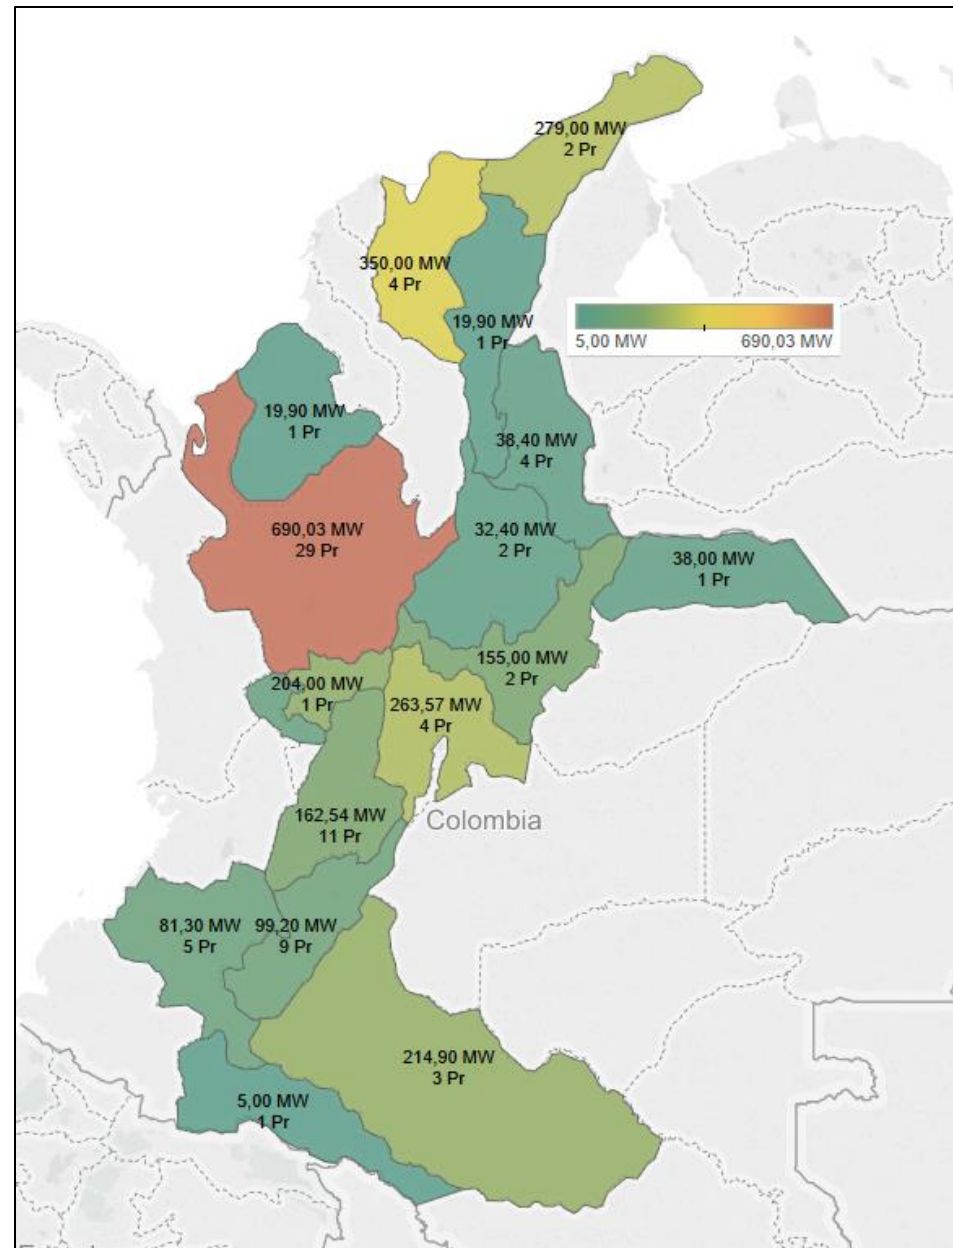 279,00 MW
2 Pr
350,00 MW
4 Pr
19,90 MW
1 Pr
5,00 MW
690,03 MW
19,90 MW
1 Pr
38,40 MW
4 Pr
690,03 MW
29 Pr
32,40 MW
2 Pr
38,00 MW
1 Pr
155,00 MW
2 Pr
204,00 MW
1 Pr
263,57 MW
4 Pr
162,54 MW
11 Pr
Colombia
81,30 MW
5 Pr
99,20 MW
9 Pr
214,90 MW
3 Pr
5,00 MW
1 Pr